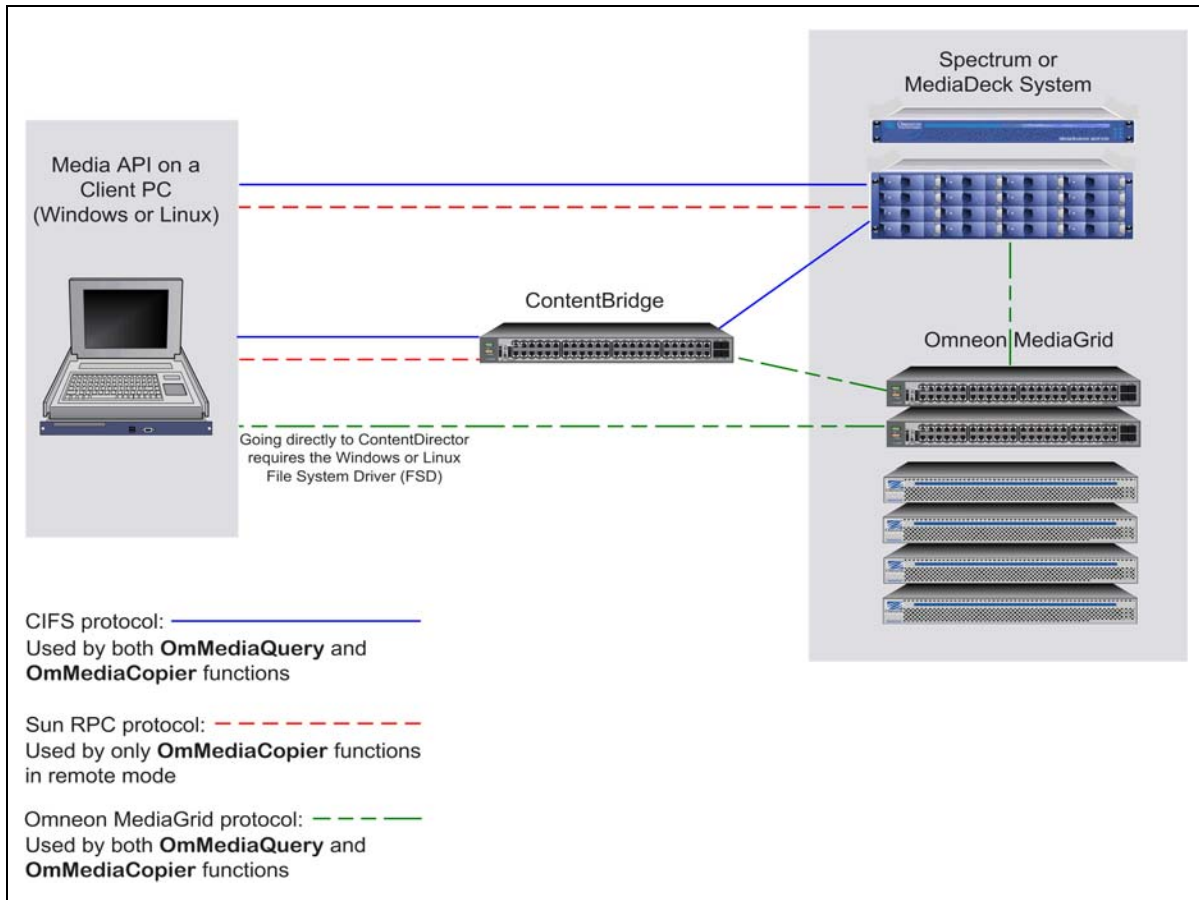 Spectrum or
MediaDeck System
Media API on a
Client PC
(Windows or Linux)
ContentBridge
Omneon MediaGrid
Going directly to ContentDirector
requires the Windows or Linux
File System Driver (FSD)
CIFS protocol:
Used by both OmMediaQuery and
OmMediaCopier functions
Sun RPC protocol:
Used by only OmMediaCopier functions
in remote mode
Omneon MediaGrid protocol:
Used by both OmMediaQuery and
OmMediaCopier functions